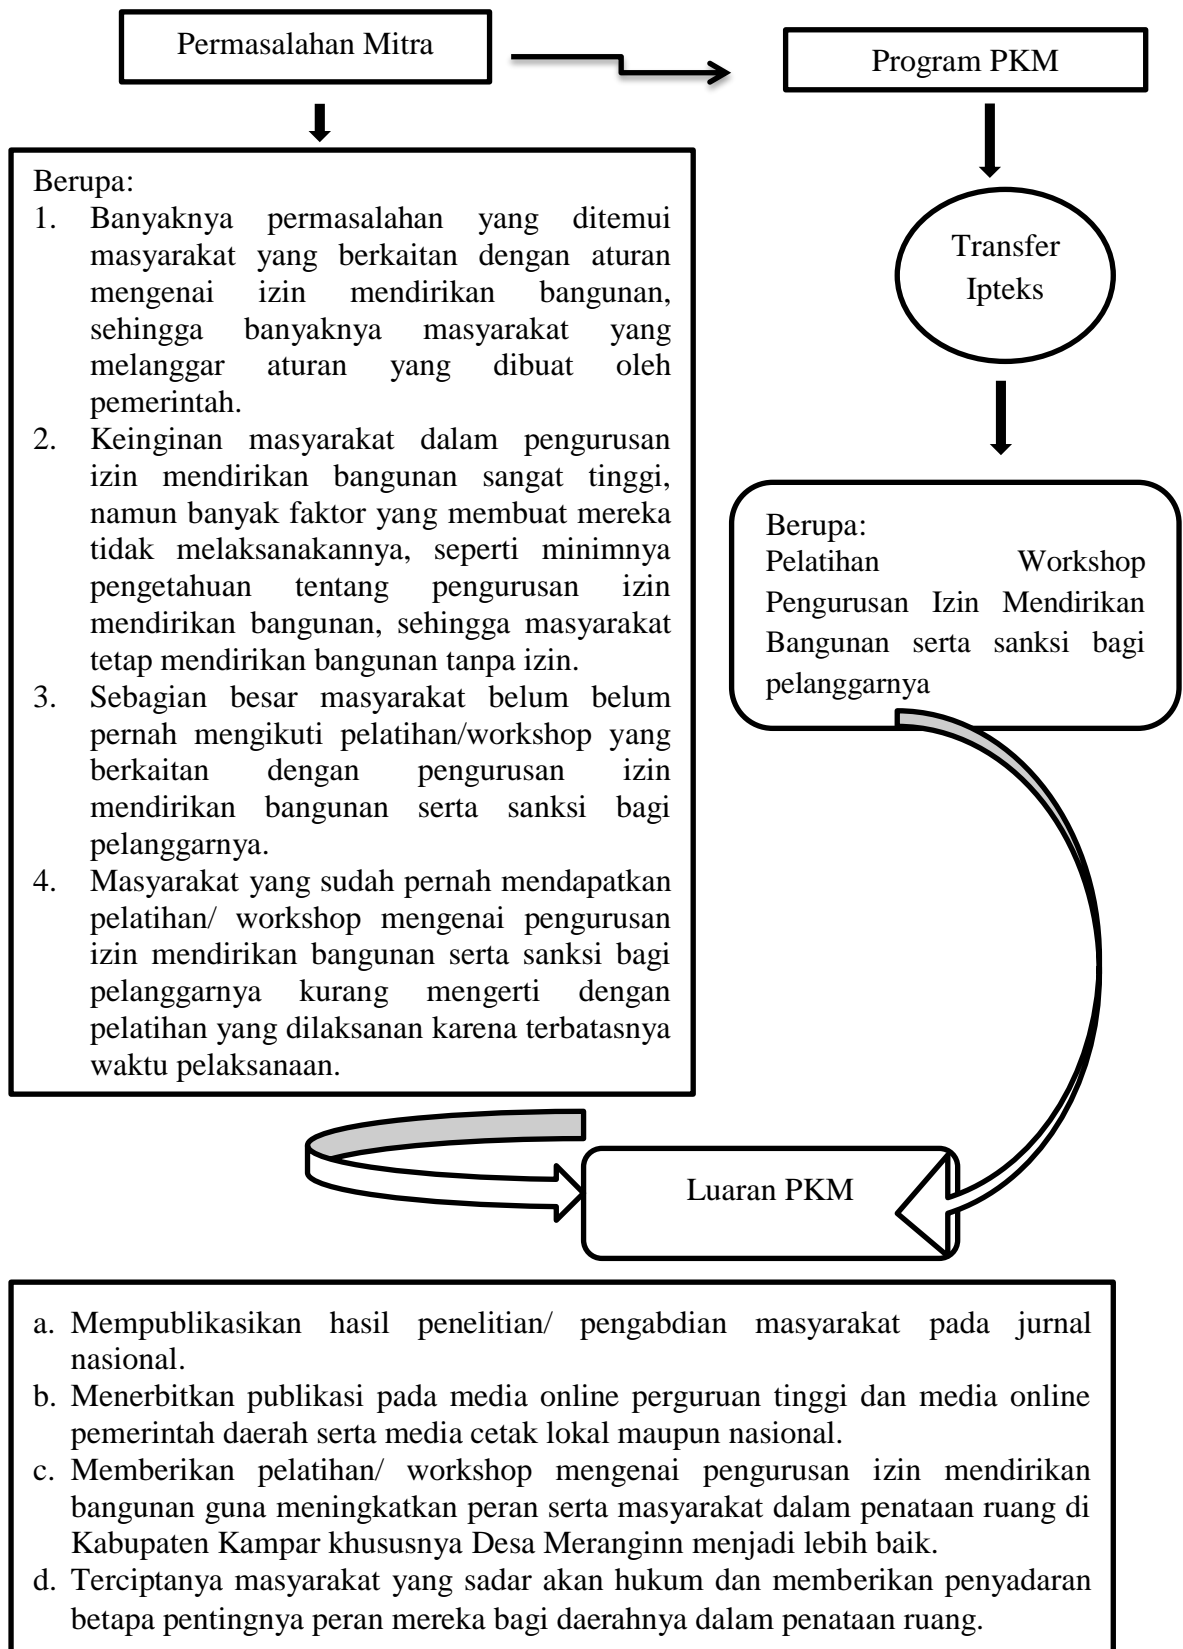 Permasalahan Mitra
Program PKM
Berupa:
1. Banyaknya permasalahan yang ditemui
masyarakat yang berkaitan dengan aturan
mengenai izin mendirikan bangunan,
sehingga banyaknya masyarakat yang
melanggar aturan yang dibuat oleh
pemerintah.
2. Keinginan masyarakat dalam pengurusan
izin mendirikan bangunan sangat tinggi,
namun banyak faktor yang membuat mereka
tidak melaksanakannya, seperti minimnya
pengetahuan tentang pengurusan izin
mendirikan bangunan, sehingga masyarakat
tetap mendirikan bangunan tanpa izin.
3. Sebagian besar masyarakat belum belum
pernah mengikuti pelatihan/workshop yang
berkaitan dengan pengurusan izin
mendirikan bangunan serta sanksi bagi
pelanggarnya.
4. Masyarakat yang sudah pernah mendapatkan
pelatihan/ workshop mengenai pengurusan
izin mendirikan bangunan serta sanksi bagi
pelanggarnya kurang mengerti dengan
pelatihan yang dilaksanan karena terbatasnya
waktu pelaksanaan.
Transfer
Ipteks
Berupa:
Pelatihan Workshop
Pengurusan Izin Mendirikan
Bangunan serta sanksi bagi
pelanggarnya
Luaran PKM
a. Mempublikasikan hasil penelitian/ pengabdian masyarakat pada jurnal
nasional.
b. Menerbitkan publikasi pada media online perguruan tinggi dan media online
pemerintah daerah serta media cetak lokal maupun nasional.
c. Memberikan pelatihan/ workshop mengenai pengurusan izin mendirikan
bangunan guna meningkatkan peran serta masyarakat dalam penataan ruang di
Kabupaten Kampar khususnya Desa Meranginn menjadi lebih baik.
d. Terciptanya masyarakat yang sadar akan hukum dan memberikan penyadaran
betapa pentingnya peran mereka bagi daerahnya dalam penataan ruang.